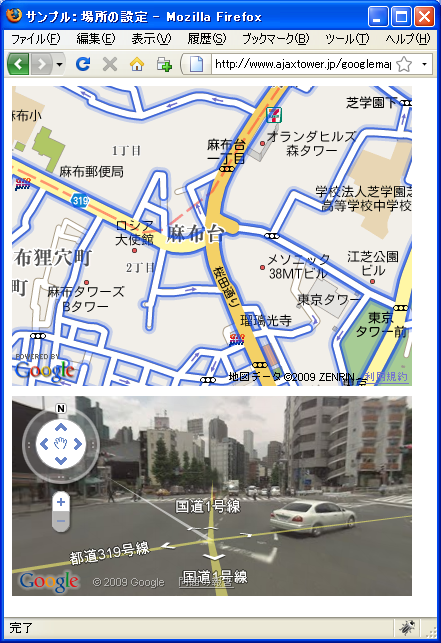 サンプル: 場所の設定 - Mozilla Firefox
ファイル(F) 編集(E) 表示(V) 履歴(S) ブックマーク(B) ツール(T) ヘルプ(H)
http://www.ajaxtower.jp/googlema
芝学園下
麻布小
1丁目
麻布台
一丁目
オランダヒルズ
森タワー
麻布郵便局
学校法人芝学園芝
高等学校中学校
319
ロシア
大使館
麻布台
布狸穴町
2丁目
メソニック
38MTビル
江芝公園
ビル
町
麻布タワーズ
Bタワー
桜田通り
東京タワー
瑠璃光寺
東京
タワー前
POWERED BY
Google
地図データ ©2009 ZENRIN - 利用規約
N
国道1号線
都道319号線
国道1号線
Google © 2009 Google
完了